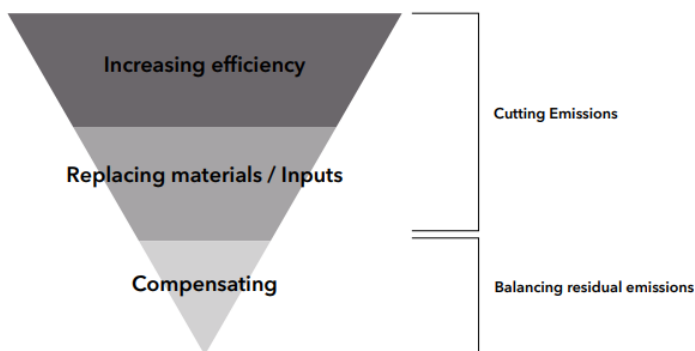 Increasing efficiency
Cutting Emissions
Replacing materials / Inputs
Compensating
Balancing residual emissions